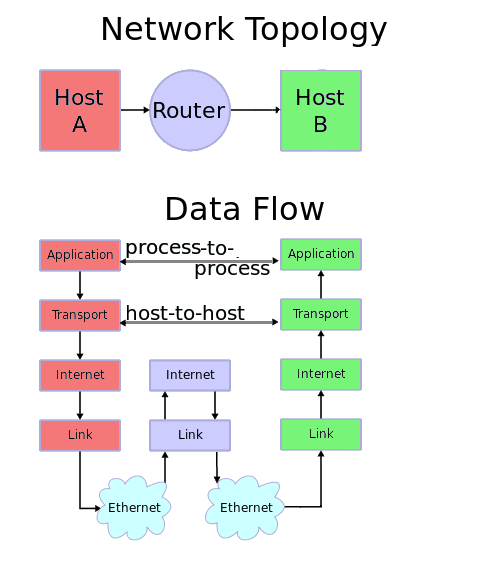 Network Topology
Host
A
Router
Host
B
Data Flow
Application
process-to-
process
Application
Transport
host-to-host
Transport
Internet
Internet
Internet
Link
Link
Link
Ethernet
Ethernet